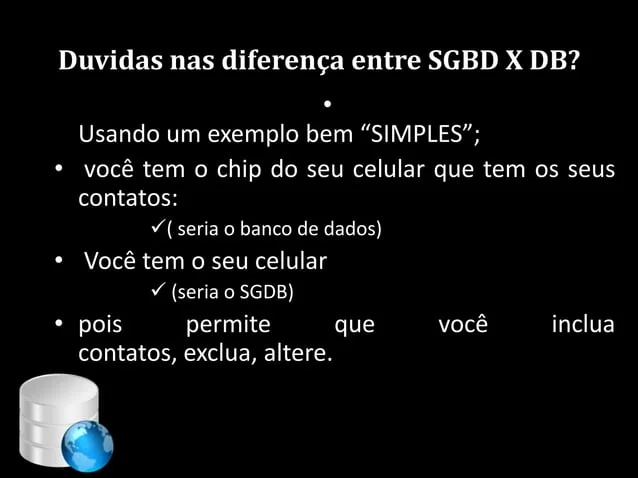 Duvidas nas diferença entre SGBD X DB?
•
Usando um exemplo bem “SIMPLES”;
• você tem o chip do seu celular que tem os seus
contatos:
✓( seria o banco de dados)
• Você tem o seu celular
✓ (seria o SGDB)
• pois permite que você inclua
contatos, exclua, altere.